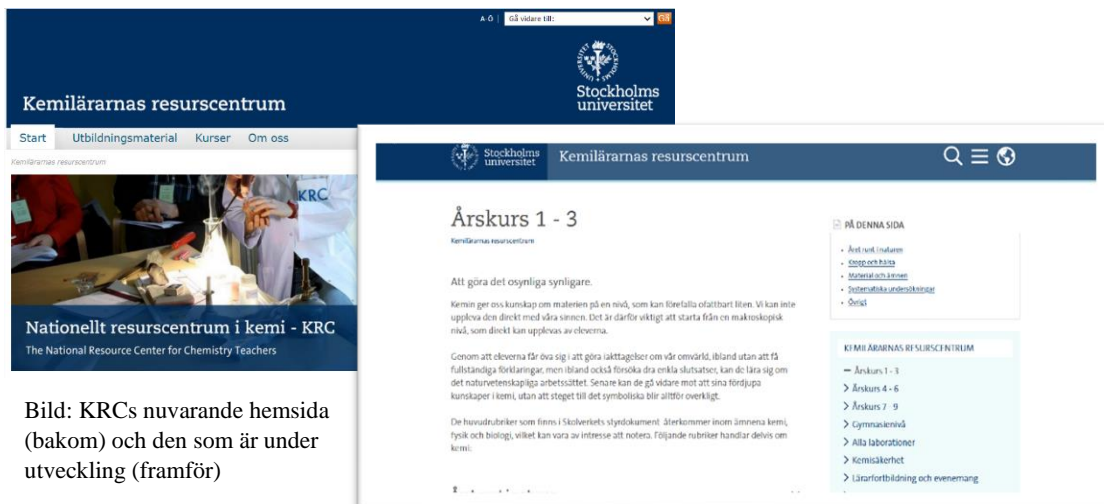 A-Ö | Gå vidare till: Gå
Stockholms
universitet
Kemilärarnas resurscentrum
Start Utbildningsmaterial Kurser Om oss
Kemilärarnas resurscentrum
KRC
Nationellt resurscentrum i kemi - KRC
The National Resource Center for Chemistry Teachers
Bild: KRCs nuvarande hemsida
(bakom) och den som är under
utveckling (framför)
Stockholms
universitet
Kemilärarnas resurscentrum
Årskurs 1 - 3
Kemilärarnas resurscentrum
Att göra det osynliga synligare.
Kemin ger oss kunskap om materien på en nivå, som kan förefalla ofattbart liten. Vi kan inte
uppleva den direkt med våra sinnen. Det är därför viktigt att starta från en makroskopisk
nivå, som direkt kan upplevas av eleverna.
Genom att eleverna får öva sig i att göra iakttagelser om vår omvärld, ibland utan att få
fullständiga förklaringar, men ibland också försöka dra enkla slutsatser, kan de lära sig om
det naturvetenskapliga arbetssättet. Senare kan de gå vidare mot att sina fördjupa
kunskaper i kemi, utan att steget till det symboliska blir alltför overkligt.
De huvudrubriker som finns i Skolverkets styrdokument återkommer inom ämnena kemi,
fysik och biologi, vilket kan vara av intresse att notera. Följande rubriker handlar delvis om
kemi:
PÅ DENNA SIDA
Året runt i naturen
Kropp och hälsa
Material och ämnen
Systematiska undersökningar
Övrigt
KEMILÄRARNAS RESURSCENTRUM
Årskurs 1 - 3
Årskurs 4 - 6
Årskurs 7 - 9
Gymnasienivå
Alla laborationer
Kemisäkerhet
Lärarfortbildning och evenemang